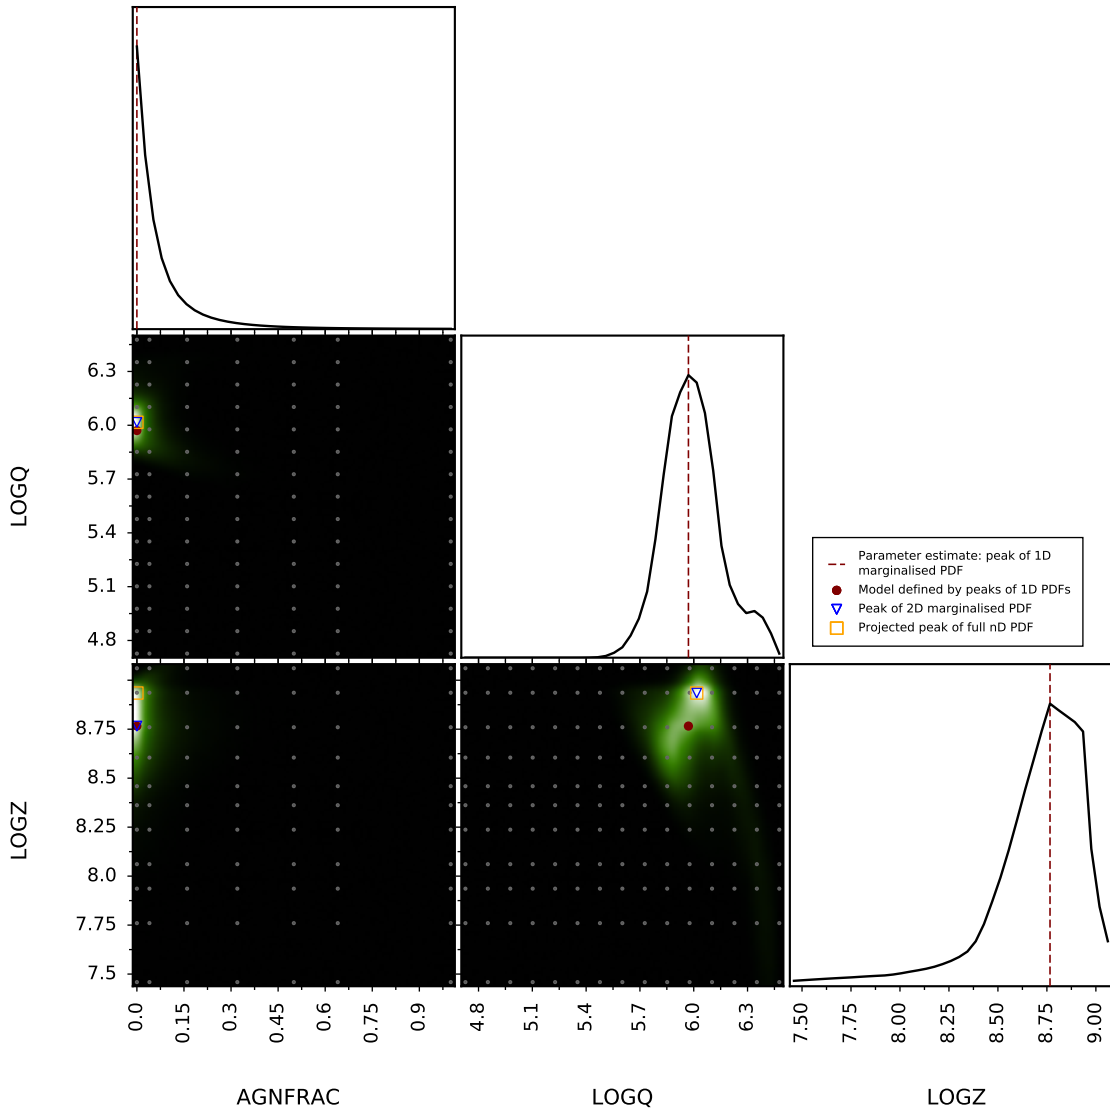 6.3
6.0
5.7
5.4
5.1
4.8
LOGQ
Parameter estimate: peak of 1D
marginalised PDF
Model defined by peaks of 1D PDFs
Peak of 2D marginalised PDF
Projected peak of full nD PDF
8.75
8.5
8.25
8.0
7.75
7.5
LOGZ
0.0 0.15 0.3 0.45 0.6 0.75 0.9
4.8 5.1 5.4 5.7 6.0 6.3
7.50 7.75 8.00 8.25 8.50 8.75 9.00
AGNFRAC LOGQ LOGZ